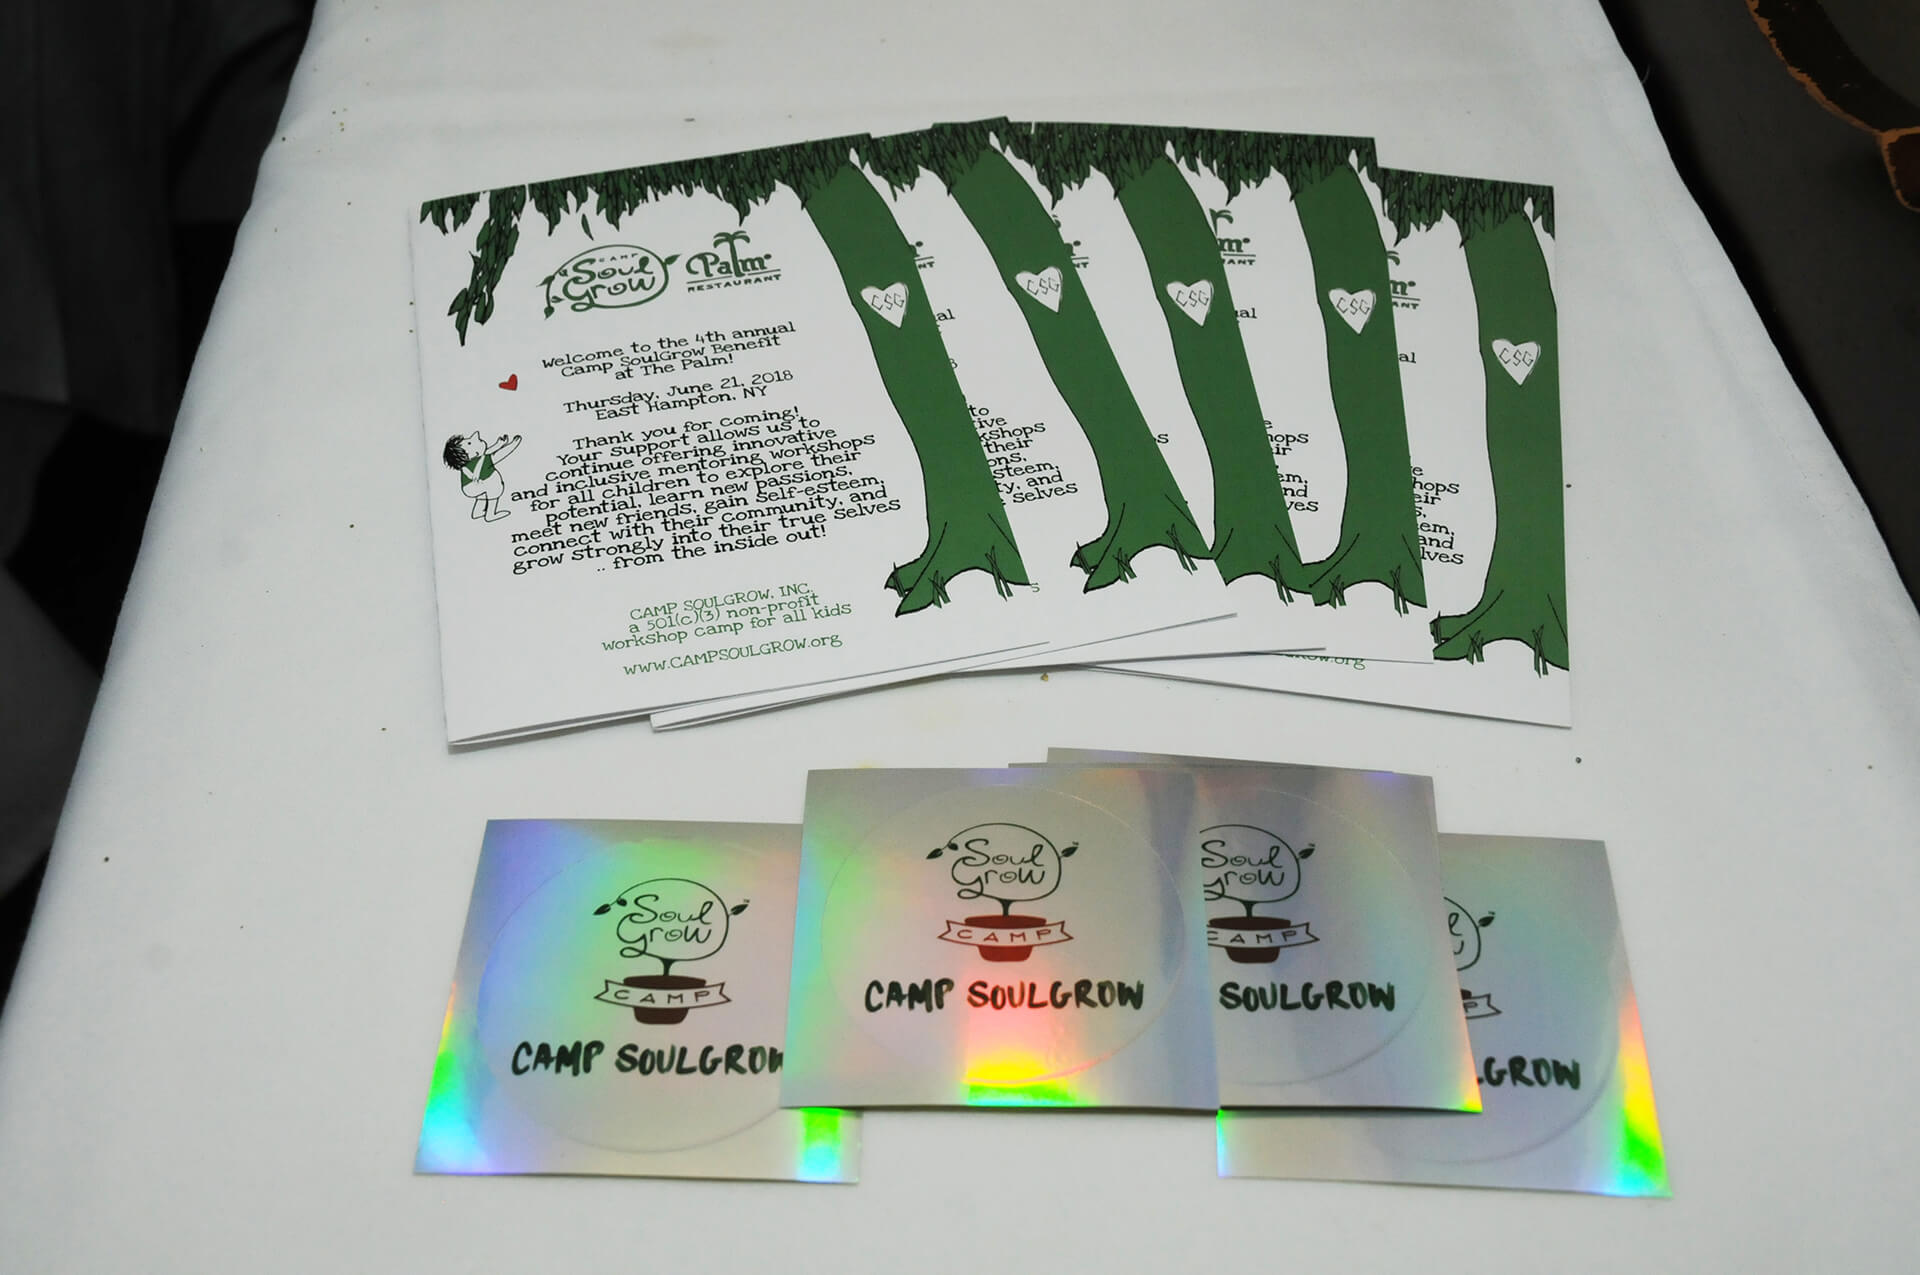 CAMP
Soul
Grow
Palm
RESTAURANT
Welcome to the 4th annual
Camp SoulGrow Benefit
at The Palm!
Thursday, June 21, 2018
East Hampton, NY
Thank you for coming!
Your support allows us to
continue offering innovative
and inclusive mentoring workshops
for all children to explore their
potential, learn new passions,
meet new friends, gain self-esteem,
connect with their community, and
grow strongly into their true selves
.. from the inside out!
CAMP SOULGROW, INC.
a 501(c)(3) non-profit
workshop camp for all kids
www.CAMPSOULGROW.org
CSG
CSG
CSG
CSG
CSG
Soul
Grow
CAMP
CAMP SOULGROW
Soul
Grow
CAMP
CAMP SOULGROW
Soul
Grow
CAMP
SOULGROW
LGROW